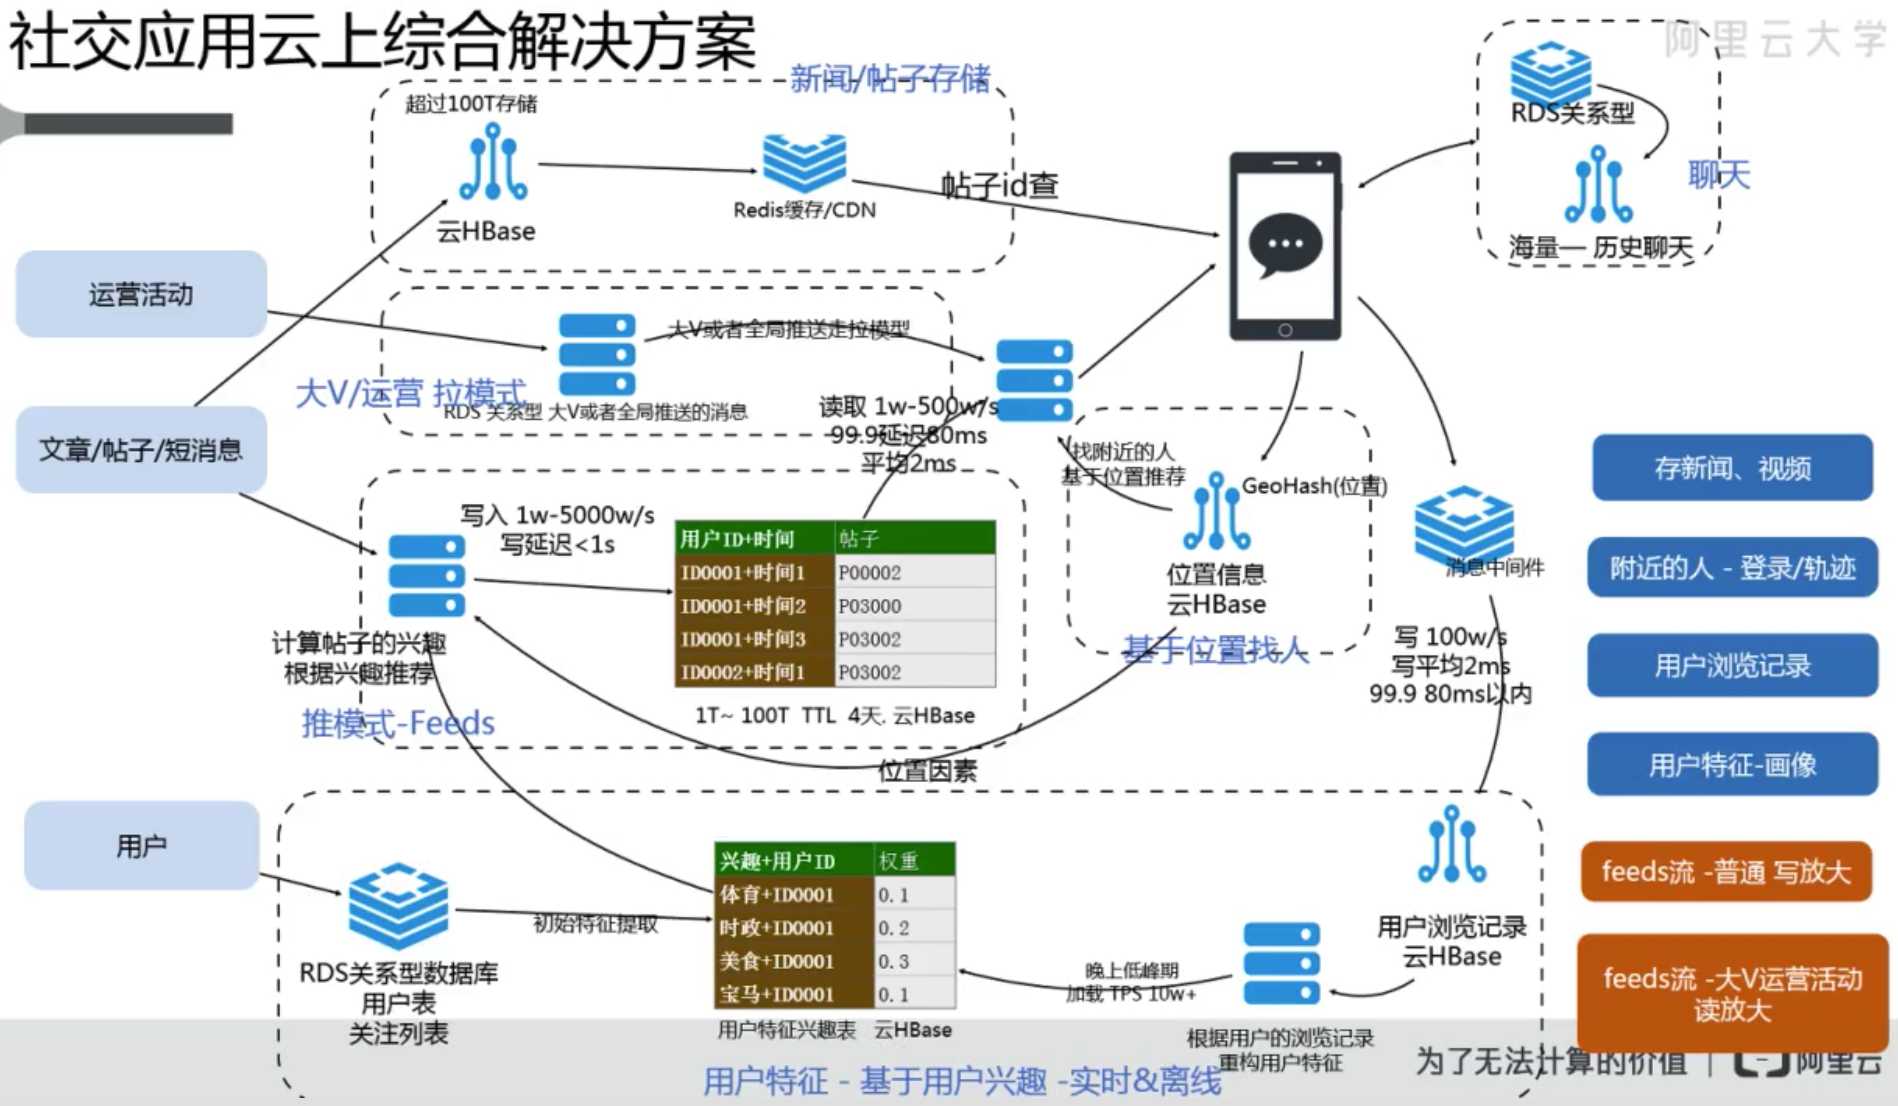 社交应用云上综合解决方案
阿里云大学
新闻/帖子存储
超过100T存储
云HBase
Redis缓存/CDN
帖子id查
RDS关系型
聊天
海量一 历史聊天
运营活动
文章/帖子/短消息
用户
大V或者全局推送走拉模型
大V/运营 拉模式
RDS 关系型 大V或者全局推送的消息
读取 1w-500w/s
99.9延迟80ms
平均2ms
找附近的人
基于位置推荐
GeoHash(位置)
位置信息
云HBase
基于位置找人
消息中间件
写 100w/s
写平均2ms
99.9 80ms以内
写入 1w-5000w/s
写延迟<1s
用户ID+时间 帖子
ID0001+时间1 P00002
ID0001+时间2 P03000
ID0001+时间3 P03002
ID0002+时间1 P03002
1T~ 100T TTL 4天. 云HBase
计算帖子的兴趣
根据兴趣推荐
推模式-Feeds
位置因素
RDS关系型数据库
用户表
关注列表
初始特征提取
兴趣+用户ID 权重
体育+ID0001 0.1
时政+ID0001 0.2
美食+ID0001 0.3
宝马+ID0001 0.1
用户特征兴趣表 云HBase
晚上低峰期
加载 TPS 10w+
根据用户的浏览记录
重构用户特征
用户浏览记录
云HBase
用户特征 - 基于用户兴趣 -实时&离线
存新闻、视频
附近的人 - 登录/轨迹
用户浏览记录
用户特征-画像
feeds流 -普通 写放大
feeds流 -大V运营活动
读放大
为了无法计算的价值 | 阿里云